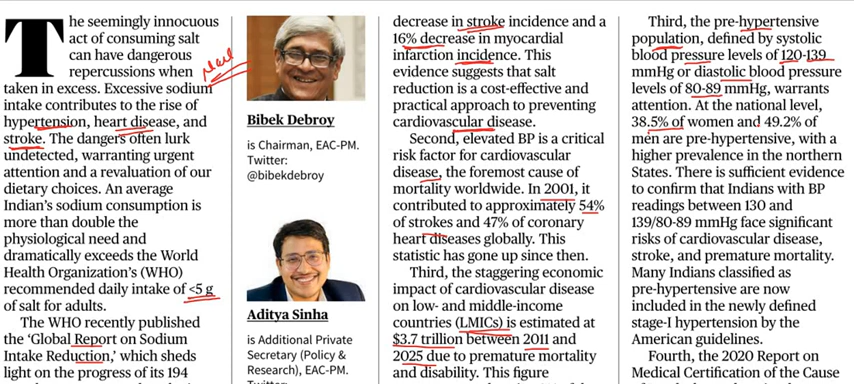 The seemingly innocuous
act of consuming salt
can have dangerous
repercussions when
taken in excess. Excessive sodium
intake contributes to the rise of
hypertension, heart disease, and
stroke. The dangers often lurk
undetected, warranting urgent
attention and a revaluation of our
dietary choices. An average
Indian's sodium consumption is
more than double the
physiological need and
dramatically exceeds the World
Health Organization's (WHO)
recommended daily intake of <5 g
of salt for adults.
The WHO recently published
the 'Global Report on Sodium
Intake Reduction,' which sheds
light on the progress of its 194
Bibek Debroy
is Chairman, EAC-PM.
Twitter:
@bibekdebroy
Aditya Sinha
is Additional Private
Secretary (Policy &
Research), EAC-PM.
Twitter:
decrease in stroke incidence and a
16% decrease in myocardial
infarction incidence. This
evidence suggests that salt
reduction is a cost-effective and
practical approach to preventing
cardiovascular disease.
Second, elevated BP is a critical
risk factor for cardiovascular
disease, the foremost cause of
mortality worldwide. In 2001, it
contributed to approximately 54%
of strokes and 47% of coronary
heart diseases globally. This
statistic has gone up since then.
Third, the staggering economic
impact of cardiovascular disease
on low- and middle-income
countries (LMICs) is estimated at
$3.7 trillion between 2011 and
2025 due to premature mortality
and disability. This figure
Third, the pre-hypertensive
population, defined by systolic
blood pressure levels of 120-139
mmHg or diastolic blood pressure
levels of 80-89 mmHg, warrants
attention. At the national level,
38.5% of women and 49.2% of
men are pre-hypertensive, with a
higher prevalence in the northern
States. There is sufficient evidence
to confirm that Indians with BP
readings between 130 and
139/80-89 mmHg face significant
risks of cardiovascular disease,
stroke, and premature mortality.
Many Indians classified as
pre-hypertensive are now
included in the newly defined
stage-I hypertension by the
American guidelines.
Fourth, the 2020 Report on
Medical Certification of the Cause